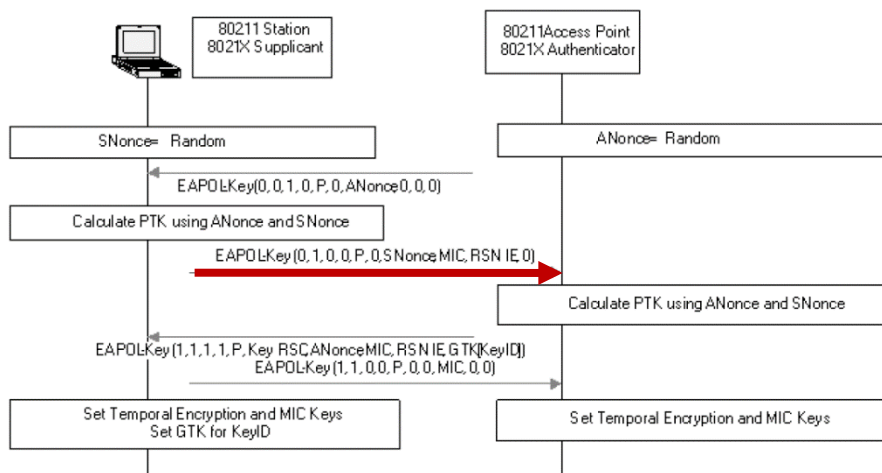 80211 Station
8021X Supplicant
80211Access Point
8021X Authenticator
SNonce= Random
ANonce= Random
EAPOL-Key(0,0,1,0,P,0,ANonce,0,0,0)
Calculate PTK using ANonce and SNonce
EAPOL-Key(0,1,0,0,P,0,SNonce,MIC,RSN IE,0)
Calculate PTK using ANonce and SNonce
EAPOL-Key(1,1,1,1,P,Key RSC,ANonce,MIC,RSN IE,GTK[KeyID])
EAPOL-Key(1,1,0,0,P,0,0,MIC,0,0)
Set Temporal Encryption and MIC Keys
Set GTK for KeyID
Set Temporal Encryption and MIC Keys